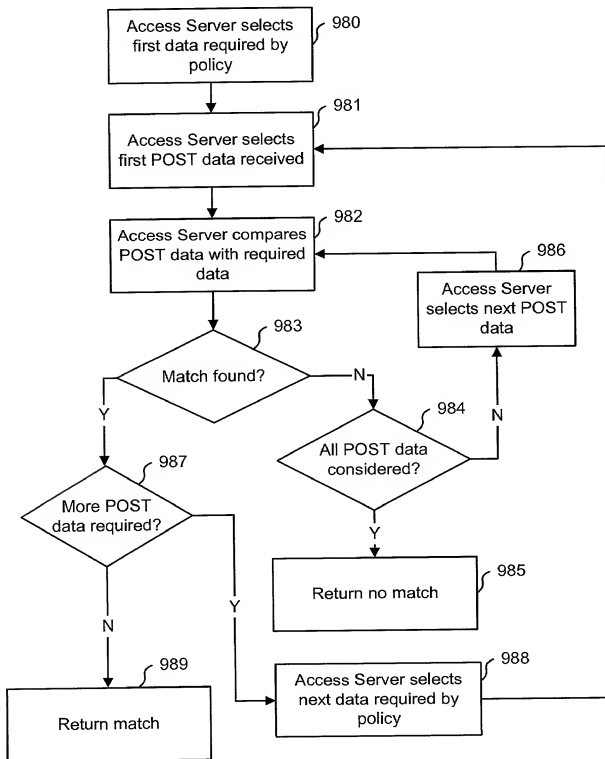 Access Server selects
first data required by
policy
980
Access Server selects
first POST data received
981
Access Server compares
POST data with required
data
982
986
Access Server
selects next POST
data
983
Match found?
N
Y
984
All POST data
considered?
N
Y
987
More POST
data required?
985
Return no match
Y
N
989
Return match
988
Access Server selects
next data required by
policy